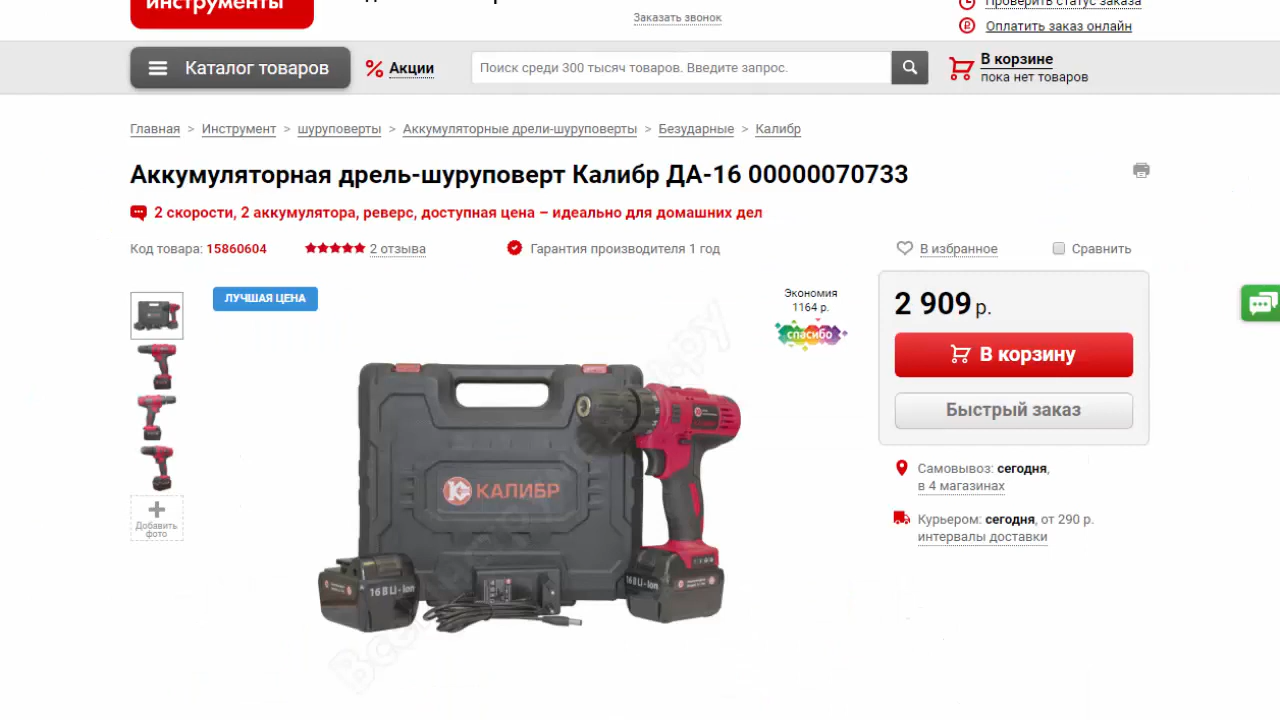 инструменты
Заказать звонок
Проверить статус заказа
Оплатить заказ онлайн
Каталог товаров
Акции
Поиск среди 300 тысяч товаров. Введите запрос.
В корзине
пока нет товаров
Главная > Инструмент > шуруповерты > Аккумуляторные дрели-шуруповерты > Безударные > Калибр
Аккумуляторная дрель-шуруповерт Калибр ДА-16 00000070733
2 скорости, 2 аккумулятора, реверс, доступная цена – идеально для домашних дел
Код товара: 15860604
2 отзыва
Гарантия производителя 1 год
В избранное
Сравнить
ЛУЧШАЯ ЦЕНА
Экономия
1164 р.
спасибо
2 909 р.
В корзину
Быстрый заказ
Самовывоз: сегодня,
в 4 магазинах
Курьером: сегодня, от 290 р.
интервалы доставки
Добавить
фото
КАЛИБР
16 В Li - Ion
16 В Li - Ion